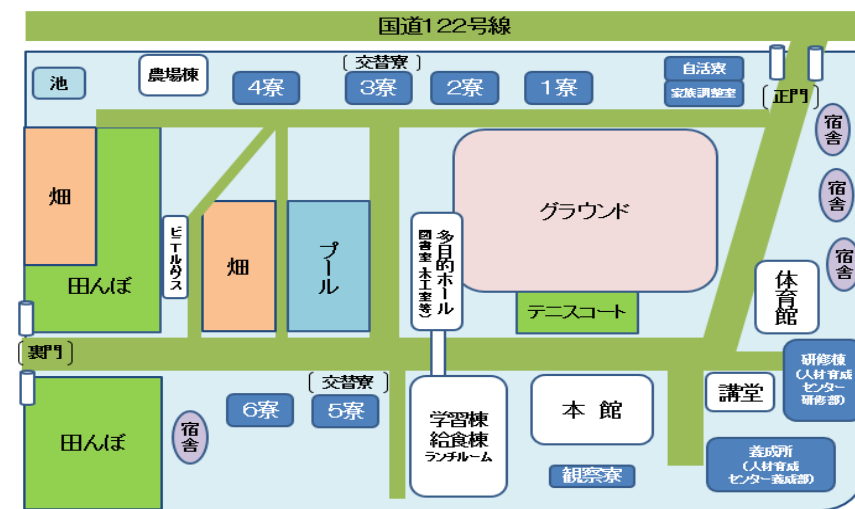 国道122号線
池
農場棟
4寮
〔交替寮〕
3寮
2寮
1寮
自活寮
家族調整室
〔正門〕
宿舎
宿舎
宿舎
畑
田んぼ
ビニールハウス
畑
プール
多目的ホール
(図書室 木工室等)
グラウンド
テニスコート
体育館
〔裏門〕
田んぼ
宿舎
6寮
〔交替寮〕
5寮
学習棟
給食棟
ランチルーム
本館
観察寮
講堂
研修棟
(人材育成
センター
研修部)
養成所
(人材育成
センター養成部)